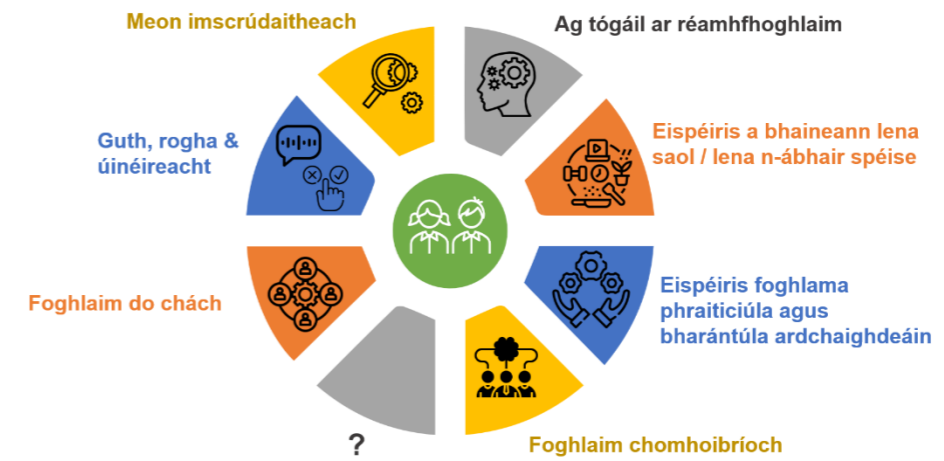 Meon imscrúdaitheach
Ag tógáil ar réamhfhoghlaim
Guth, rogha &
úinéireacht
Eispéiris a bhaineann lena
saol / lena n-ábhair spéise
Foghlaim do chách
Eispéiris foghlama
phraiticiúla agus
bharántúla ardchaighdeáin
?
Foghlaim chomhoibríoch